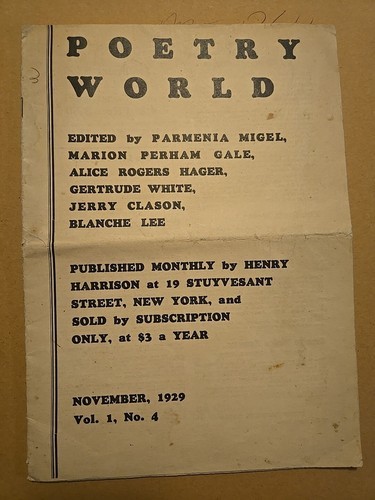 POETRY
WORLD
EDITED by PARMENIA MIGEL,
MARION PERHAM GALE,
ALICE ROGERS HAGER,
GERTRUDE WHITE,
JERRY CLASON,
BLANCHE LEE
PUBLISHED MONTHLY by HENRY
HARRISON at 19 STUYVESANT
STREET, NEW YORK, and
SOLD by SUBSCRIPTION
ONLY, at $3 a YEAR
NOVEMBER, 1929
Vol. 1, No. 4